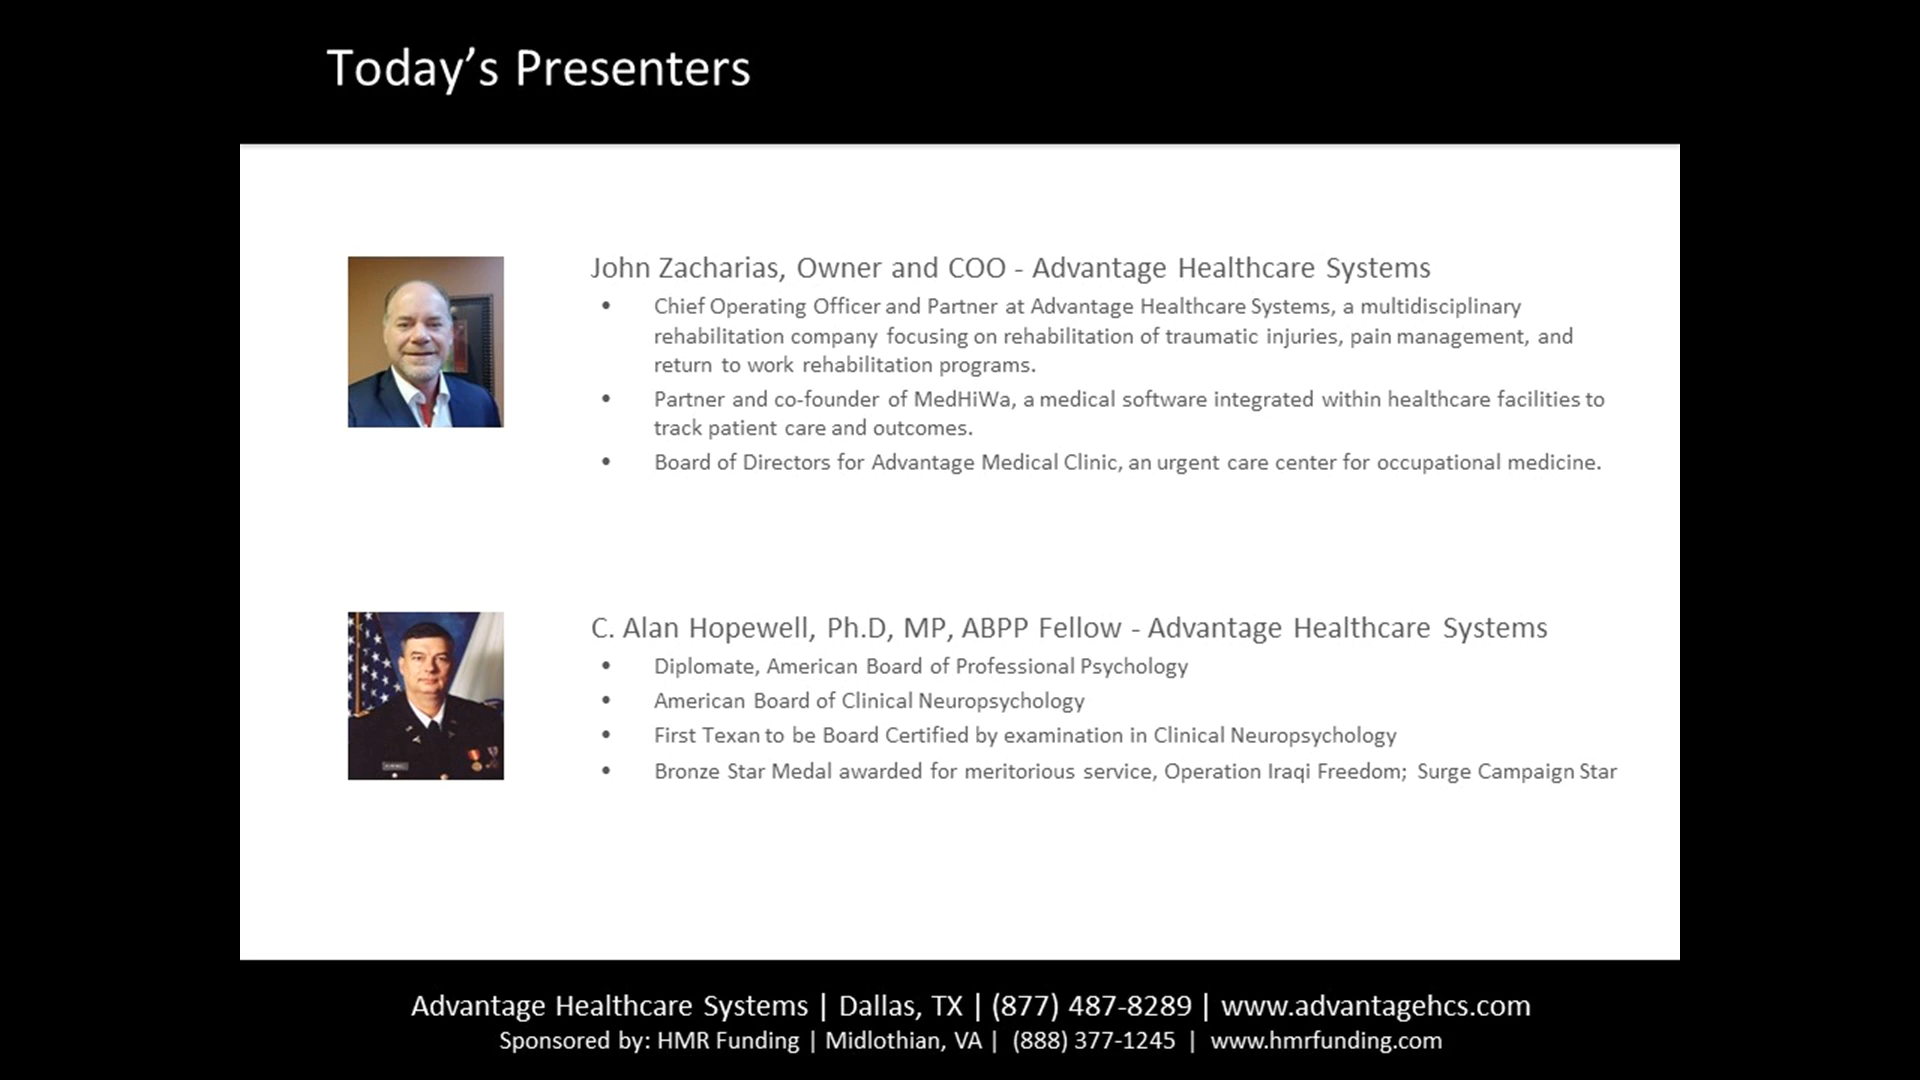 Today’s Presenters
John Zacharias, Owner and COO - Advantage Healthcare Systems
• Chief Operating Officer and Partner at Advantage Healthcare Systems, a multidisciplinary
rehabilitation company focusing on rehabilitation of traumatic injuries, pain management, and
return to work rehabilitation programs.
• Partner and co-founder of MedHiWa, a medical software integrated within healthcare facilities to
track patient care and outcomes.
• Board of Directors for Advantage Medical Clinic, an urgent care center for occupational medicine.
C. Alan Hopewell, Ph.D, MP, ABPP Fellow - Advantage Healthcare Systems
• Diplomate, American Board of Professional Psychology
• American Board of Clinical Neuropsychology
• First Texan to be Board Certified by examination in Clinical Neuropsychology
• Bronze Star Medal awarded for meritorious service, Operation Iraqi Freedom; Surge Campaign Star
Advantage Healthcare Systems | Dallas, TX | (877) 487-8289 | www.advantagehcs.com
Sponsored by: HMR Funding | Midlothian, VA | (888) 377-1245 | www.hmrfunding.com